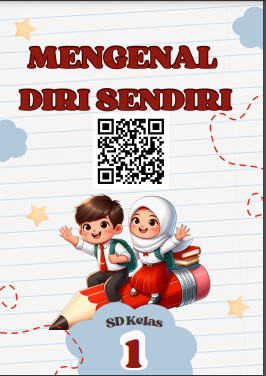 MENGENAL
DIRI SENDIRI
SD Kelas
1